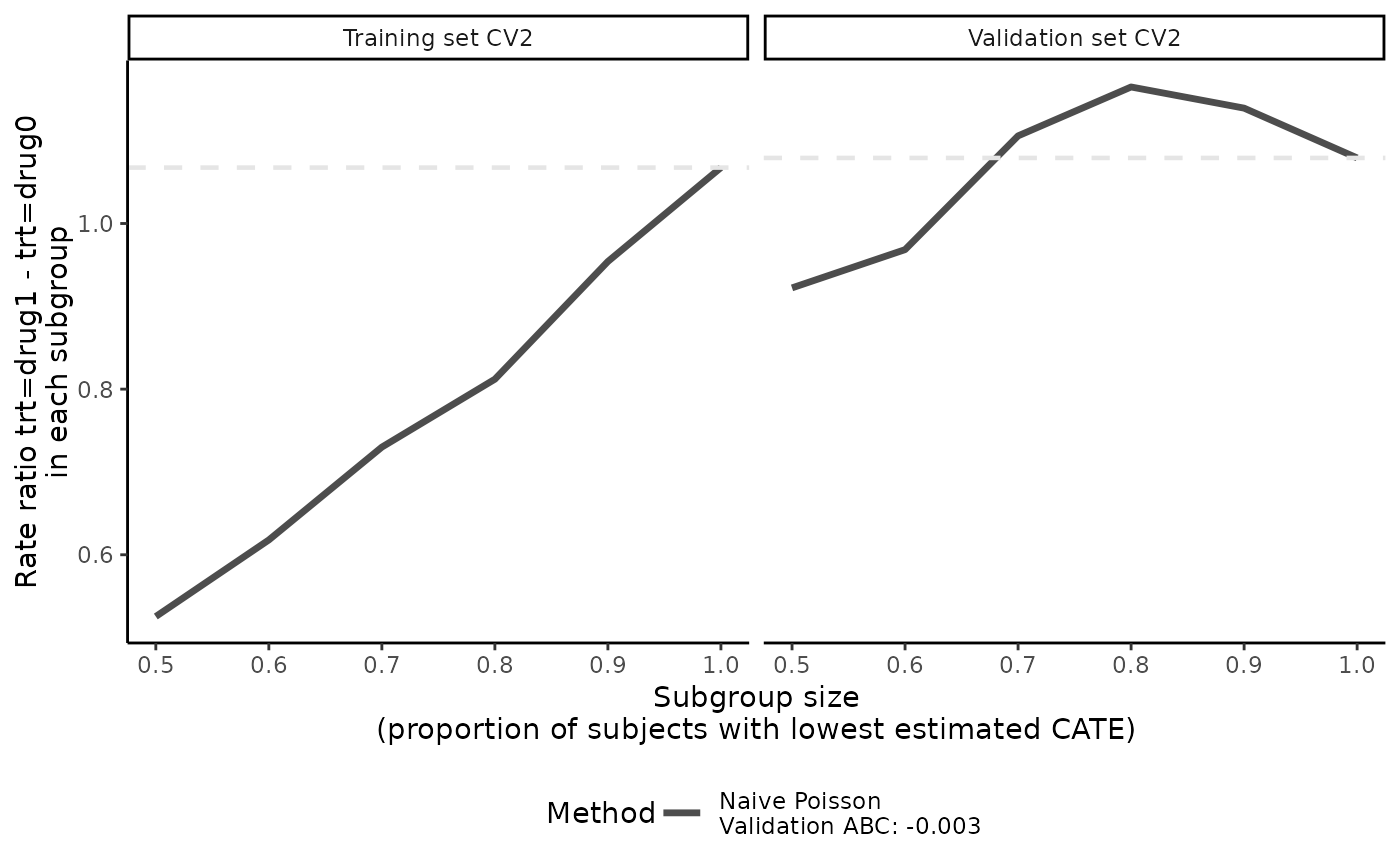 Training set CV2
Validation set CV2
Rate ratio trt=drug1 - trt=drug0
in each subgroup
1.0
0.8
0.6
0.5 0.6 0.7 0.8 0.9 1.0
0.5 0.6 0.7 0.8 0.9 1.0
Subgroup size
(proportion of subjects with lowest estimated CATE)
Method
Naive Poisson
Validation ABC: -0.003